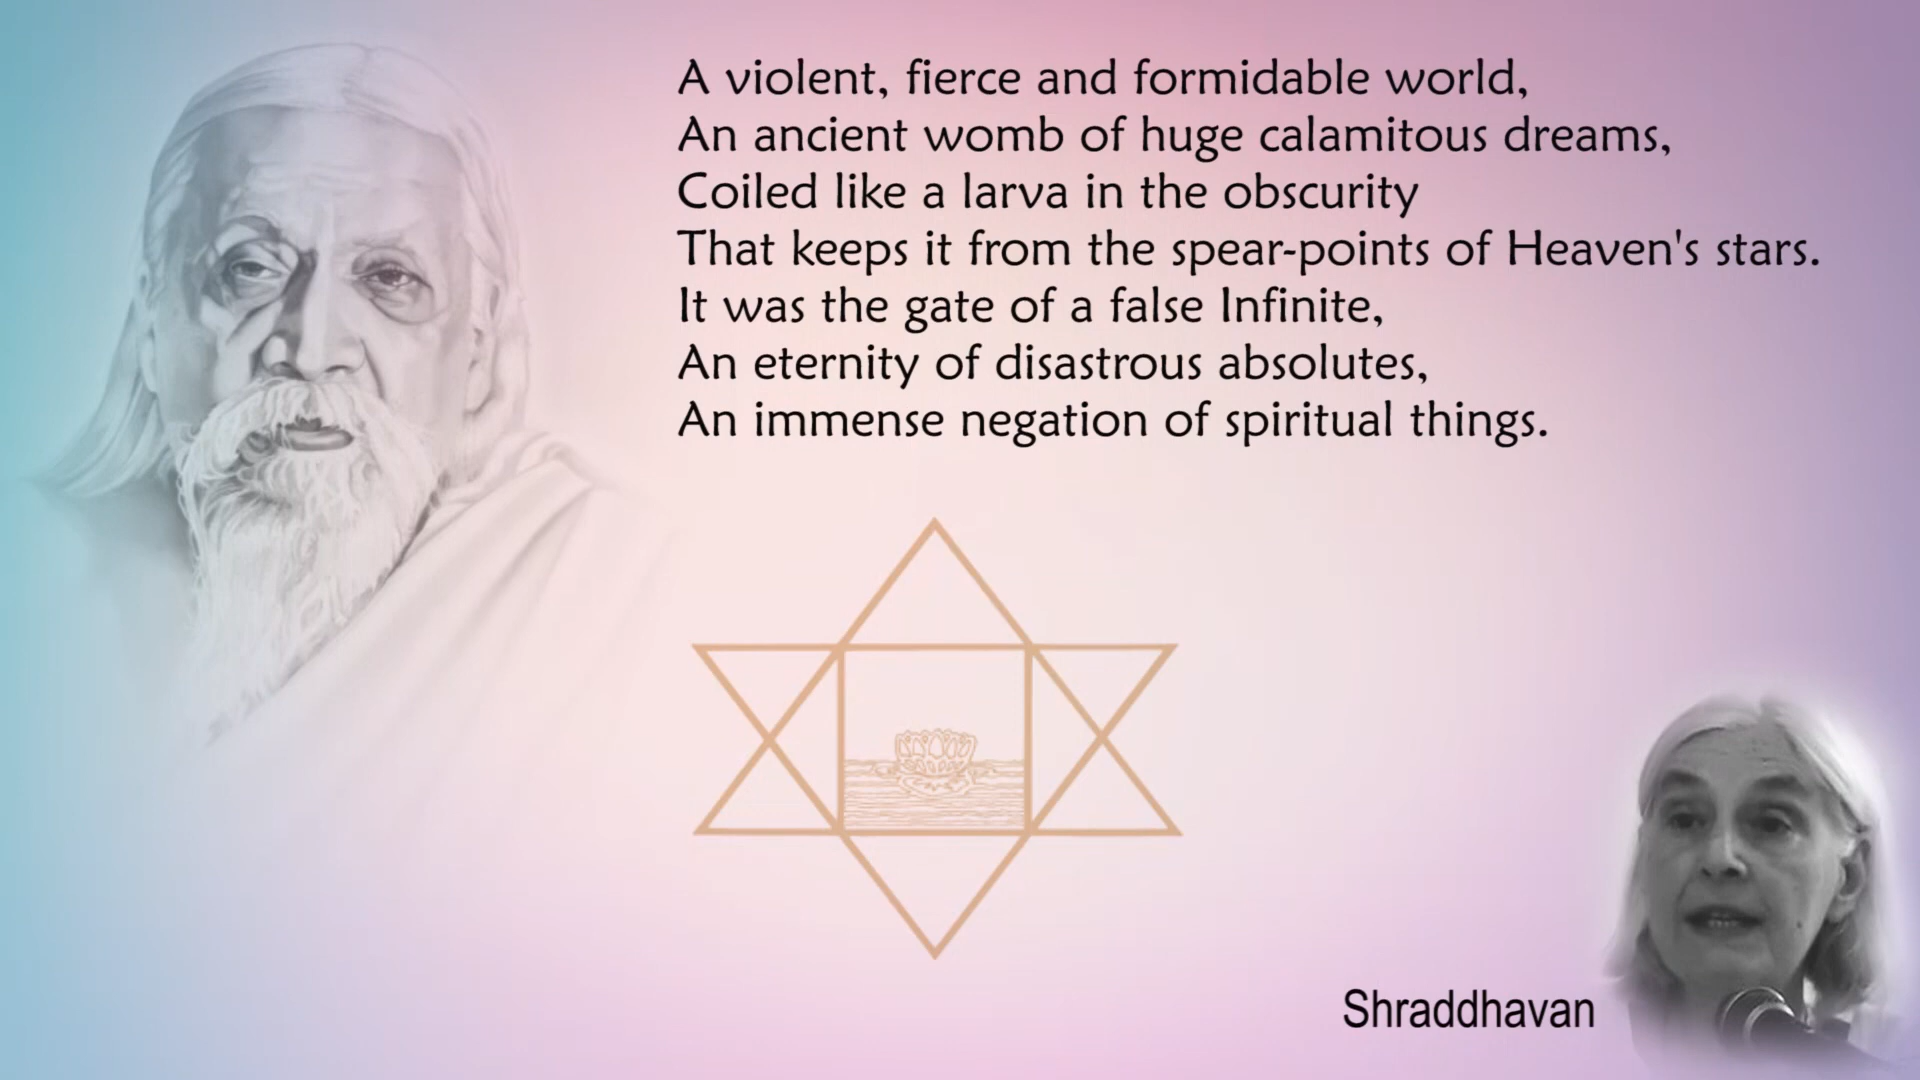 A violent, fierce and formidable world,
An ancient womb of huge calamitous dreams,
Coiled like a larva in the obscurity
That keeps it from the spear-points of Heaven's stars.
It was the gate of a false Infinite,
An eternity of disastrous absolutes,
An immense negation of spiritual things.
Shraddhavan